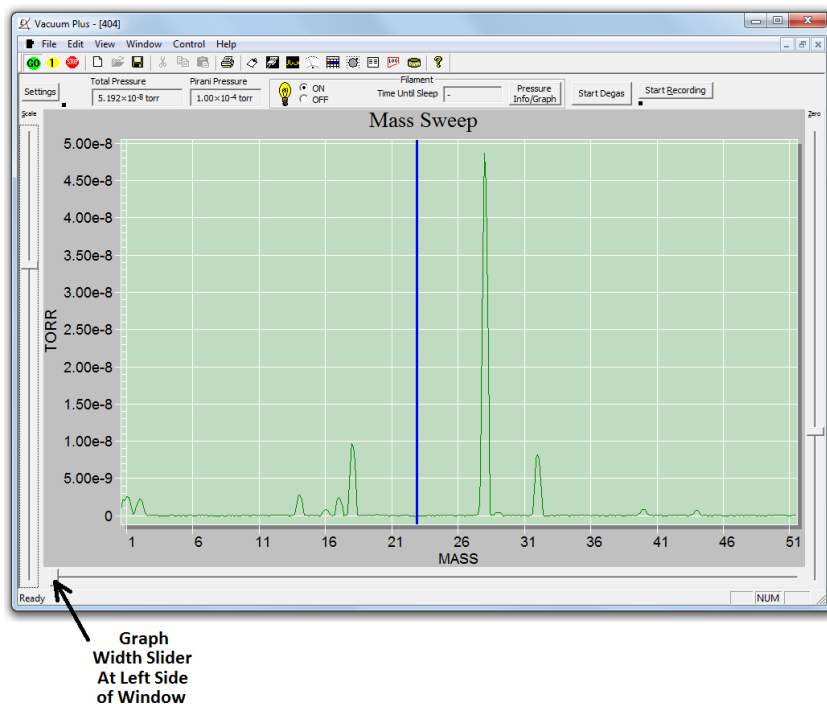 Vacuum Plus - [404]
File Edit View Window Control Help
GO 1 STOP
Settings
Total Pressure
5.192×10-8 torr
Pirani Pressure
1.00×10-4 torr
ON
OFF
Filament
Time Until Sleep -
Pressure
Info/Graph
Start Degas
Start Recording
Scale
Zero
Mass Sweep
5.00e-8
4.50e-8
4.00e-8
3.50e-8
3.00e-8
2.50e-8
2.00e-8
1.50e-8
1.00e-8
5.00e-9
0
TORR
1 6 11 16 21 26 31 36 41 46 51
MASS
Ready
NUM
Graph
Width Slider
At Left Side
of Window